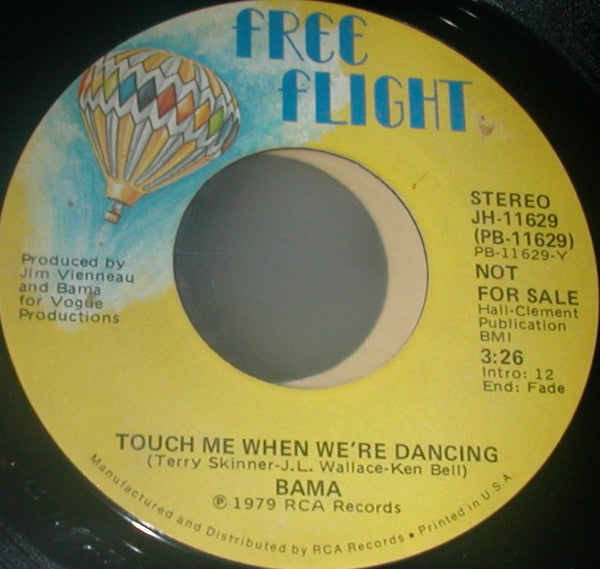 FREE
FLIGHT
STEREO
JH-11629
(PB-11629)
PB-11629-Y
NOT
FOR SALE
Hall-Clement
Publication
BMI
3:26
Intro: 12
End: Fade
Produced by
Jim Vienneau
and Bama
for Vogue
Productions
TOUCH ME WHEN WE'RE DANCING
(Terry Skinner-J.L. Wallace-Ken Bell)
BAMA
℗ 1979 RCA Records
Manufactured and Distributed by RCA Records • Printed in U.S.A.